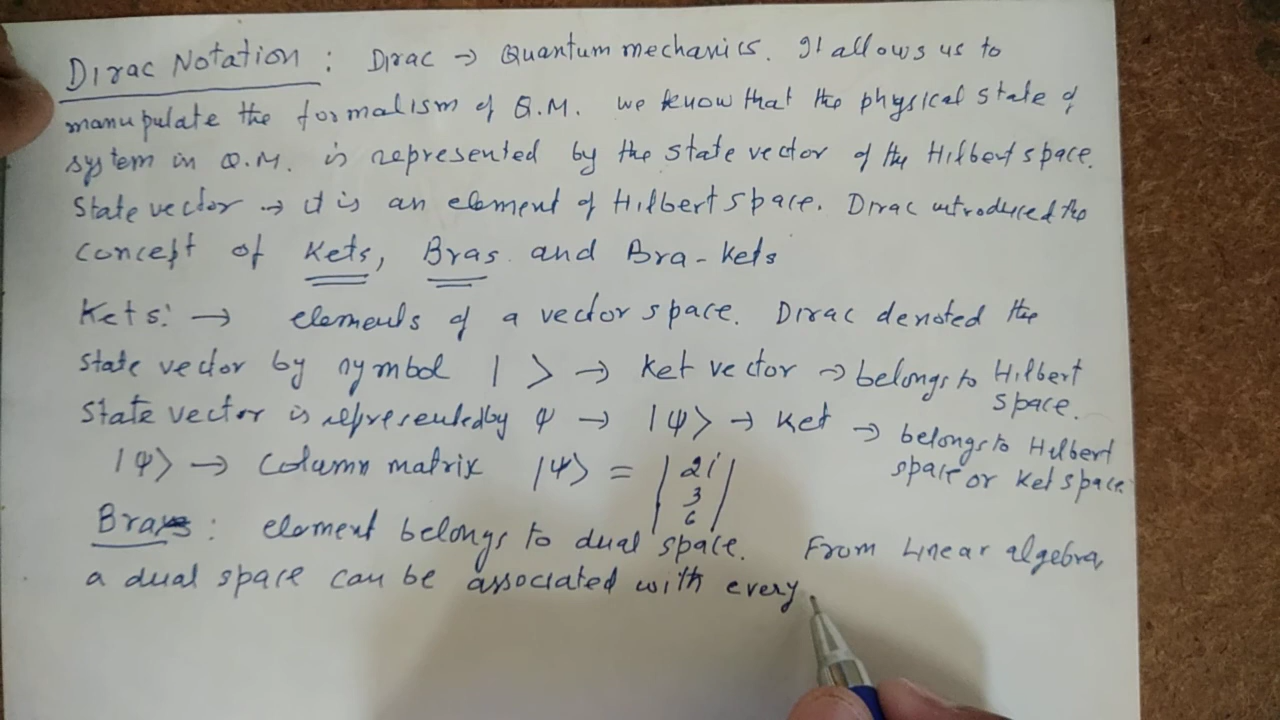 Dirac Notation : Dirac → Quantum mechanics. It allows us to
manupulate the formalism of Q.M. we know that the physical state of
system in Q.M. is represented by the state vector of the Hilbert space.
State vector → it is an element of Hilbert space. Dirac introduced the
concept of Kets, Bras and Bra-kets
Kets: → elements of a vector space. Dirac denoted the
state vector by symbol | > → ket vector → belongs to Hilbert space.
State vector is represented by ψ → |ψ> → ket → belongs to Hilbert space or ket space
|ψ> → column matrix |ψ> = | 2i |
3
6
Bra : element belongs to dual space. From Linear algebra,
a dual space can be associated with every